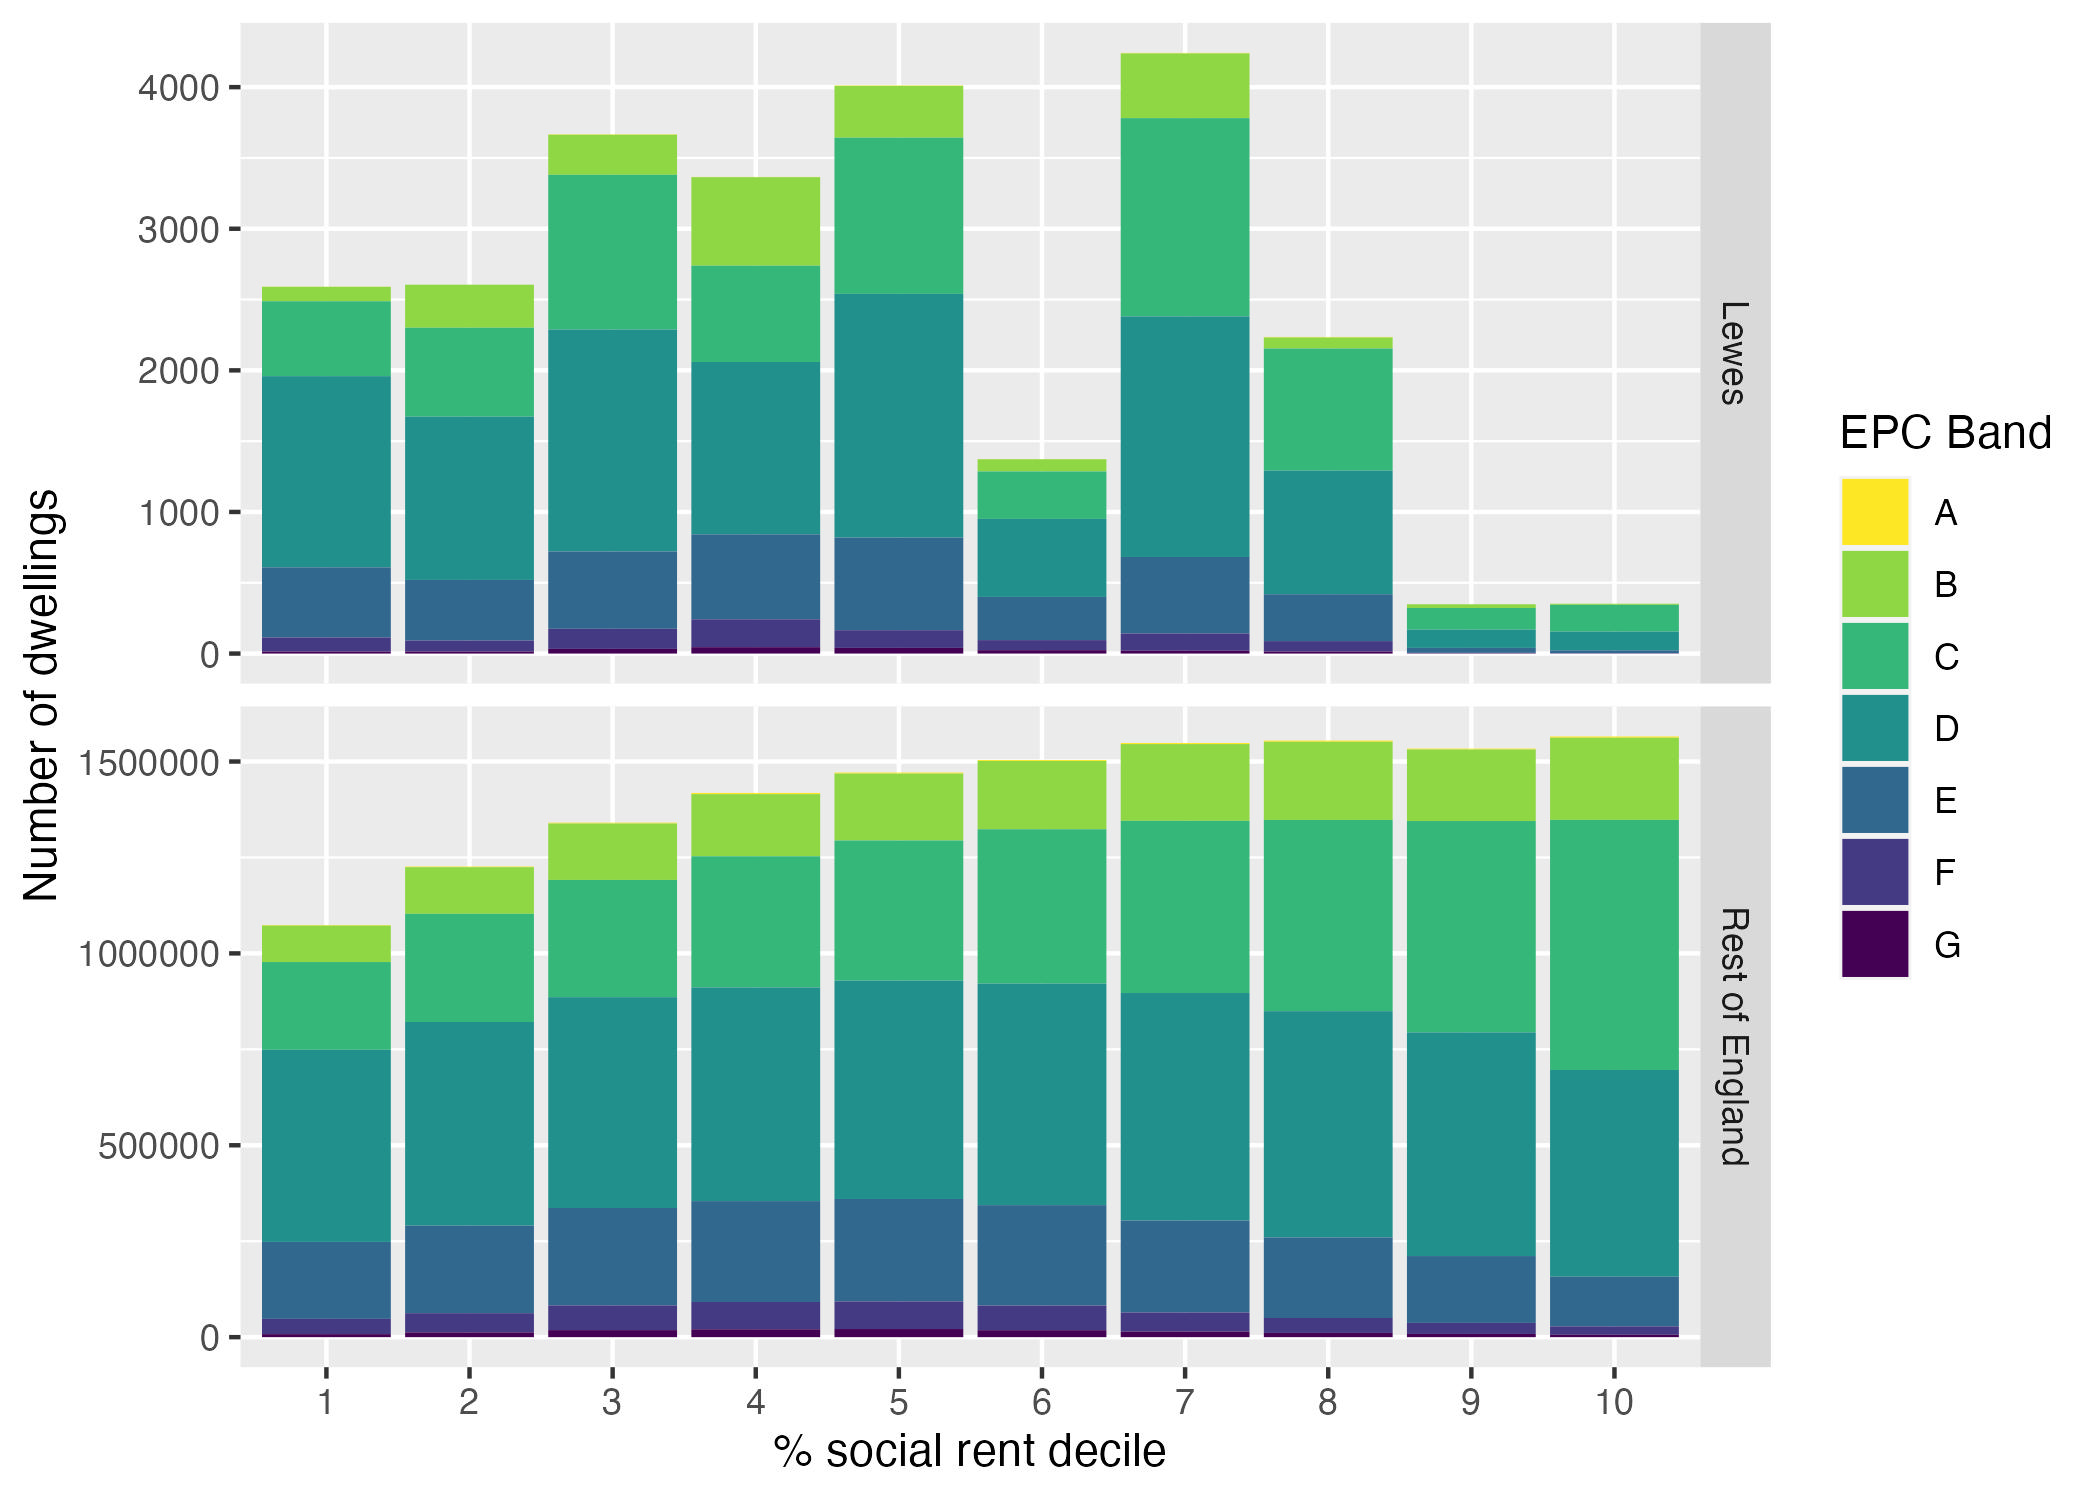 Number of dwellings
4000
3000
2000
1000
0
Lewes
1500000
1000000
500000
0
Rest of England
1 2 3 4 5 6 7 8 9 10
% social rent decile
EPC Band
A
B
C
D
E
F
G